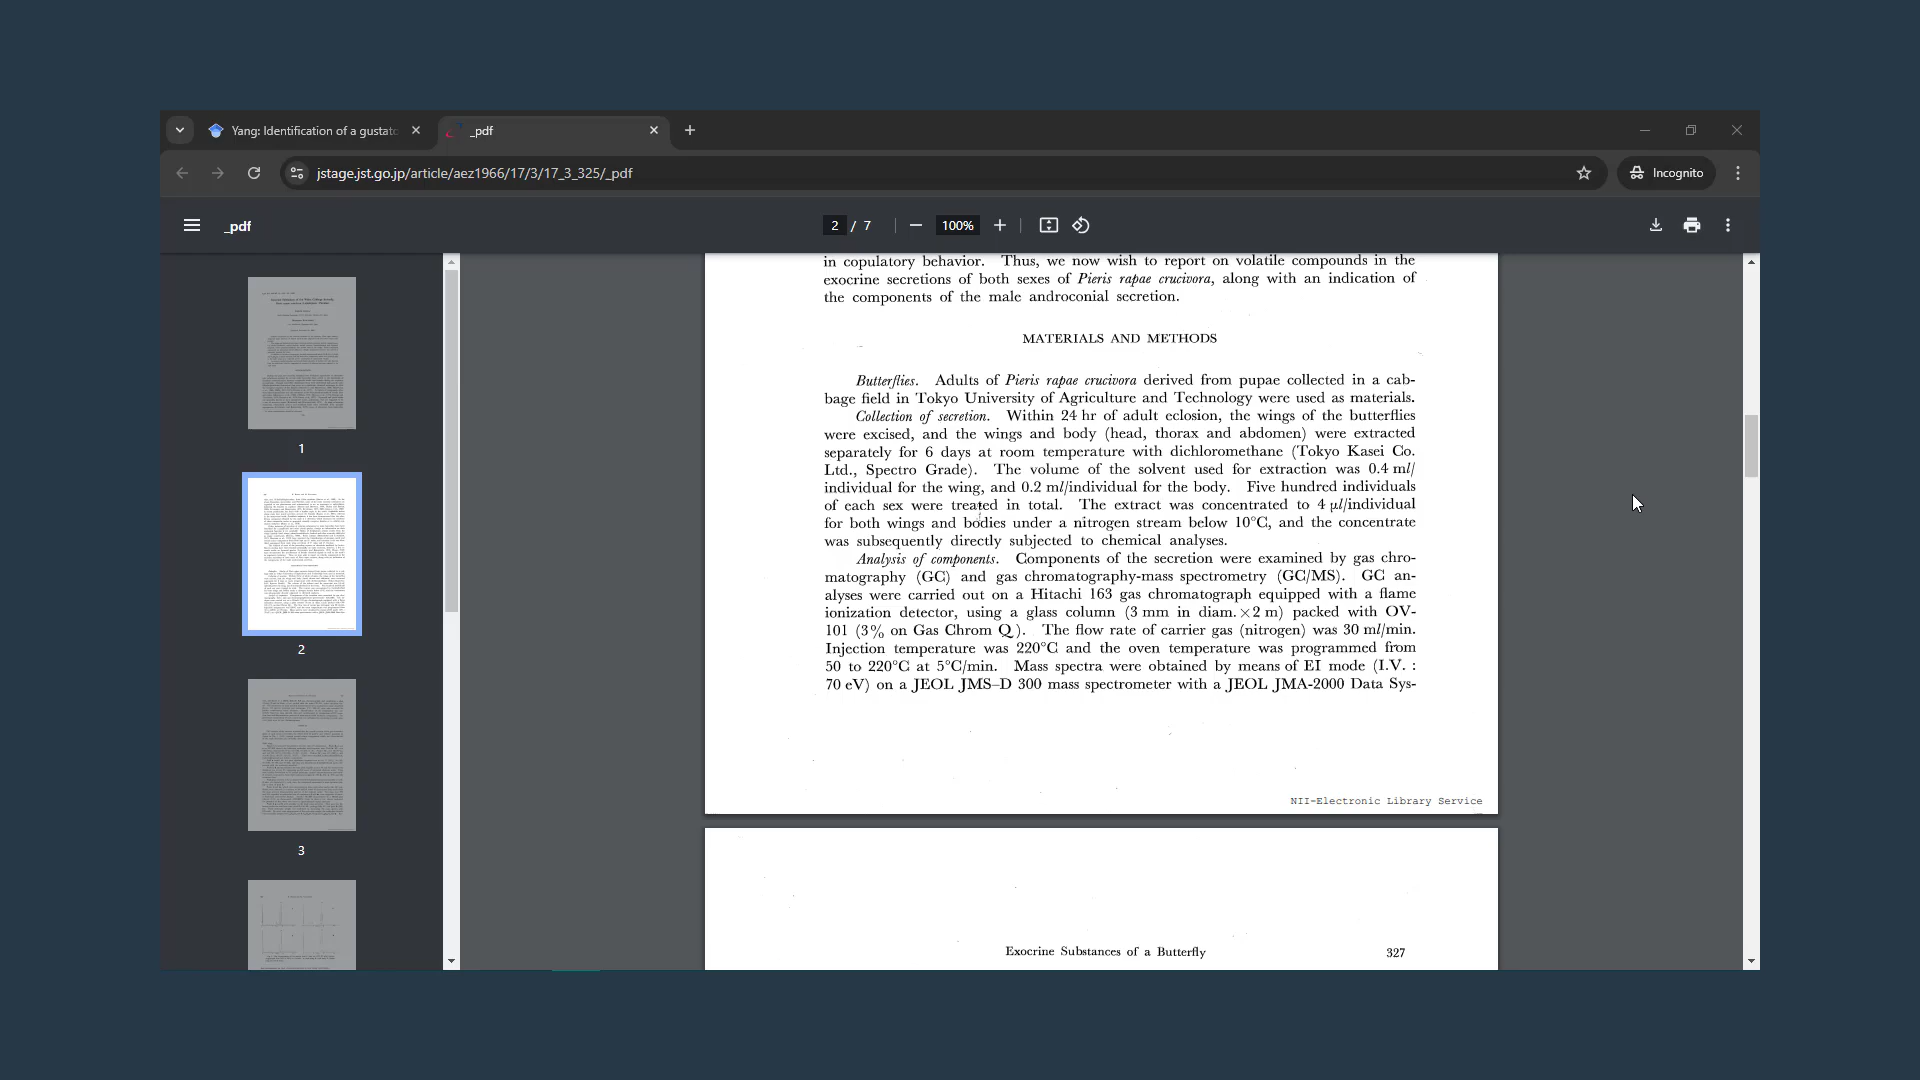 Yang: Identification of a gustato
_pdf
jstage.jst.go.jp/article/aez1966/17/3/17_3_325/_pdf
Incognito
_pdf
2 / 7
100%
1
2
3
in copulatory behavior. Thus, we now wish to report on volatile compounds in the
exocrine secretions of both sexes of Pieris rapae crucivora, along with an indication of
the components of the male androconial secretion.
MATERIALS AND METHODS
Butterflies. Adults of Pieris rapae crucivora derived from pupae collected in a cab-
bage field in Tokyo University of Agriculture and Technology were used as materials.
Collection of secretion. Within 24 hr of adult eclosion, the wings of the butterflies
were excised, and the wings and body (head, thorax and abdomen) were extracted
separately for 6 days at room temperature with dichloromethane (Tokyo Kasei Co.
Ltd., Spectro Grade). The volume of the solvent used for extraction was 0.4 ml/
individual for the wing, and 0.2 ml/individual for the body. Five hundred individuals
of each sex were treated in total. The extract was concentrated to 4 μl/individual
for both wings and bodies under a nitrogen stream below 10°C, and the concentrate
was subsequently directly subjected to chemical analyses.
Analysis of components. Components of the secretion were examined by gas chro-
matography (GC) and gas chromatography-mass spectrometry (GC/MS). GC an-
alyses were carried out on a Hitachi 163 gas chromatograph equipped with a flame
ionization detector, using a glass column (3 mm in diam.×2 m) packed with OV-
101 (3% on Gas Chrom Q). The flow rate of carrier gas (nitrogen) was 30 ml/min.
Injection temperature was 220°C and the oven temperature was programmed from
50 to 220°C at 5°C/min. Mass spectra were obtained by means of EI mode (I.V. :
70 eV) on a JEOL JMS–D 300 mass spectrometer with a JEOL JMA-2000 Data Sys-
NII-Electronic Library Service
Exocrine Substances of a Butterfly 327